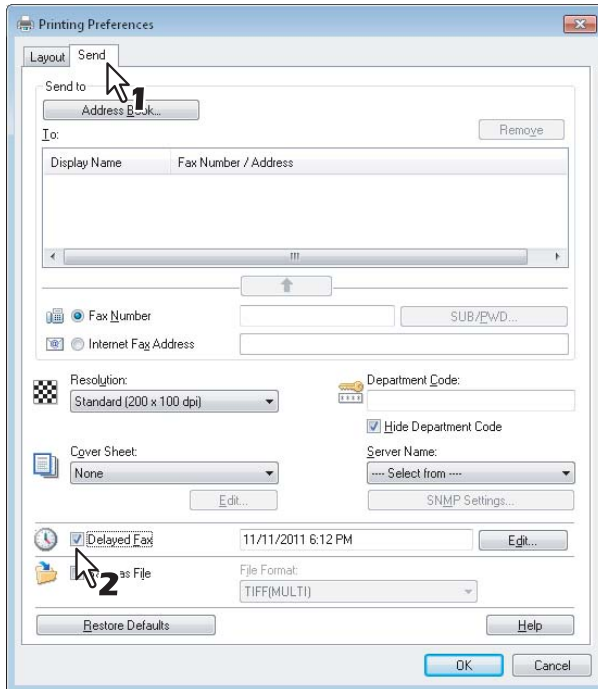 Printing Preferences
Layout Send
1
Send to
Address B ok...
To:
Remove
Display Name Fax Number / Address
Fax Number SUB/PWD...
Internet Fax Address
Resolution: Department Code:
Standard (200 x 100 dpi)
Hide Department Code
Cover Sheet: Server Name:
None ---- Select from ----
Edit... SNMP Settings...
Delayed Fax 11/11/2011 6:12 PM Edit...
2
as File File Format:
TIFF(MULTI)
Restore Defaults Help
OK Cancel